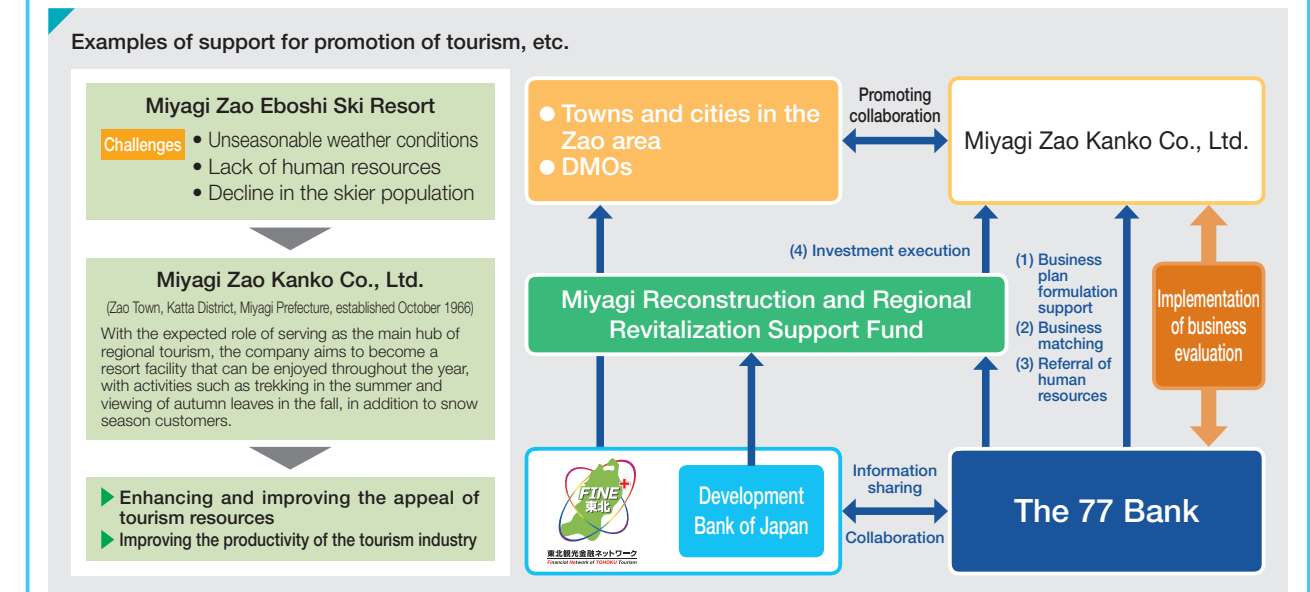 Examples of support for promotion of tourism, etc.
Miyagi Zao Eboshi Ski Resort
Challenges
• Unseasonable weather conditions
• Lack of human resources
• Decline in the skier population
Miyagi Zao Kanko Co., Ltd.
(Zao Town, Katta District, Miyagi Prefecture, established October 1966)
With the expected role of serving as the main hub of
regional tourism, the company aims to become a
resort facility that can be enjoyed throughout the year,
with activities such as trekking in the summer and
viewing of autumn leaves in the fall, in addition to snow
season customers.
Enhancing and improving the appeal of
tourism resources
Improving the productivity of the tourism industry
● Towns and cities in the
Zao area
● DMOs
Promoting
collaboration
Miyagi Zao Kanko Co., Ltd.
(4) Investment execution
(1) Business
plan
formulation
support
(2) Business
matching
(3) Referral of
human
resources
Implementation
of business
evaluation
Miyagi Reconstruction and Regional
Revitalization Support Fund
FINE+
東北
東北観光金融ネットワーク
Financial Network of TOHOKU Tourism
Development
Bank of Japan
Information
sharing
Collaboration
The 77 Bank